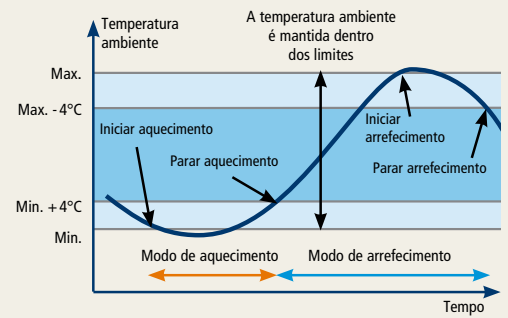 Temperatura
ambiente
A temperatura ambiente
é mantida dentro
dos limites
Max.
Max. - 4°C
Iniciar aquecimento
Iniciar
arrefecimento
Parar aquecimento
Parar arrefecimento
Min. + 4°C
Min.
Modo de aquecimento
Modo de arrefecimento
Tempo